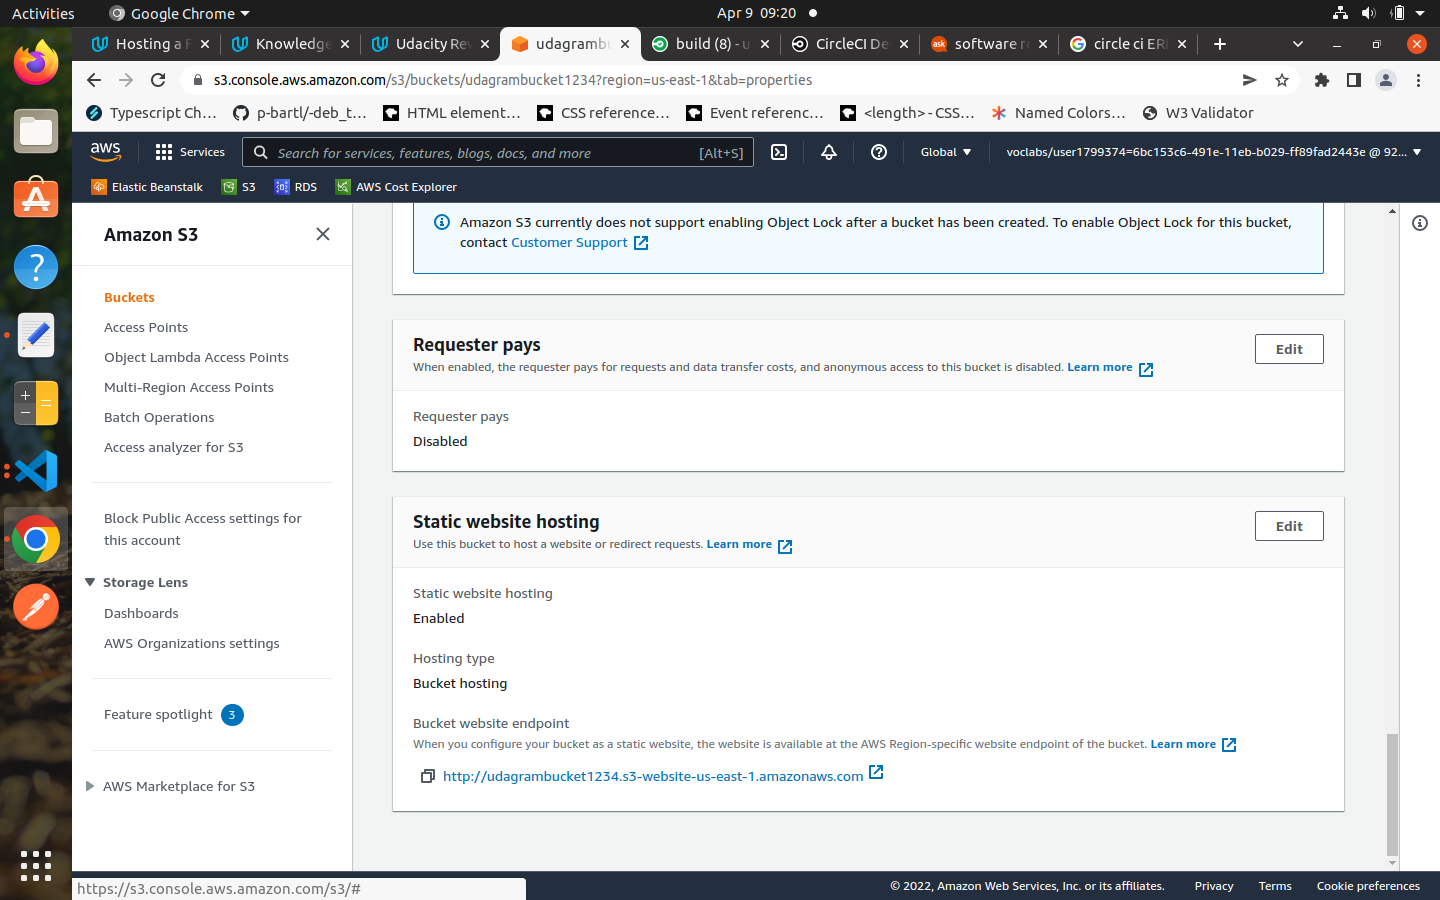 Activities
Google Chrome
Apr 9 09:20
Hosting a F
Knowledge
Udacity Rev
udagrambu
build (8) - u
CircleCI De
ask
software re
circle ci ERR
s3.console.aws.amazon.com/s3/buckets/udagrambucket1234?region=us-east-1&tab=properties
Typescript Ch...
p-bartl/-deb_t...
HTML element...
CSS reference...
Event referenc...
<length> - CSS...
Named Colors...
W3 Validator
aws
Services
Search for services, features, blogs, docs, and more
[Alt+S]
Global
voclabs/user1799374=6bc153c6-491e-11eb-b029-ff89fad2443e @ 92...
Elastic Beanstalk
S3
RDS
AWS Cost Explorer
Amazon S3
Buckets
Access Points
Object Lambda Access Points
Multi-Region Access Points
Batch Operations
Access analyzer for S3
Block Public Access settings for
this account
Storage Lens
Dashboards
AWS Organizations settings
Feature spotlight 3
AWS Marketplace for S3
Amazon S3 currently does not support enabling Object Lock after a bucket has been created. To enable Object Lock for this bucket,
contact Customer Support
Requester pays
Edit
When enabled, the requester pays for requests and data transfer costs, and anonymous access to this bucket is disabled. Learn more
Requester pays
Disabled
Static website hosting
Edit
Use this bucket to host a website or redirect requests. Learn more
Static website hosting
Enabled
Hosting type
Bucket hosting
Bucket website endpoint
When you configure your bucket as a static website, the website is available at the AWS Region-specific website endpoint of the bucket. Learn more
http://udagrambucket1234.s3-website-us-east-1.amazonaws.com
https://s3.console.aws.amazon.com/s3/#
© 2022, Amazon Web Services, Inc. or its affiliates.
Privacy
Terms
Cookie preferences